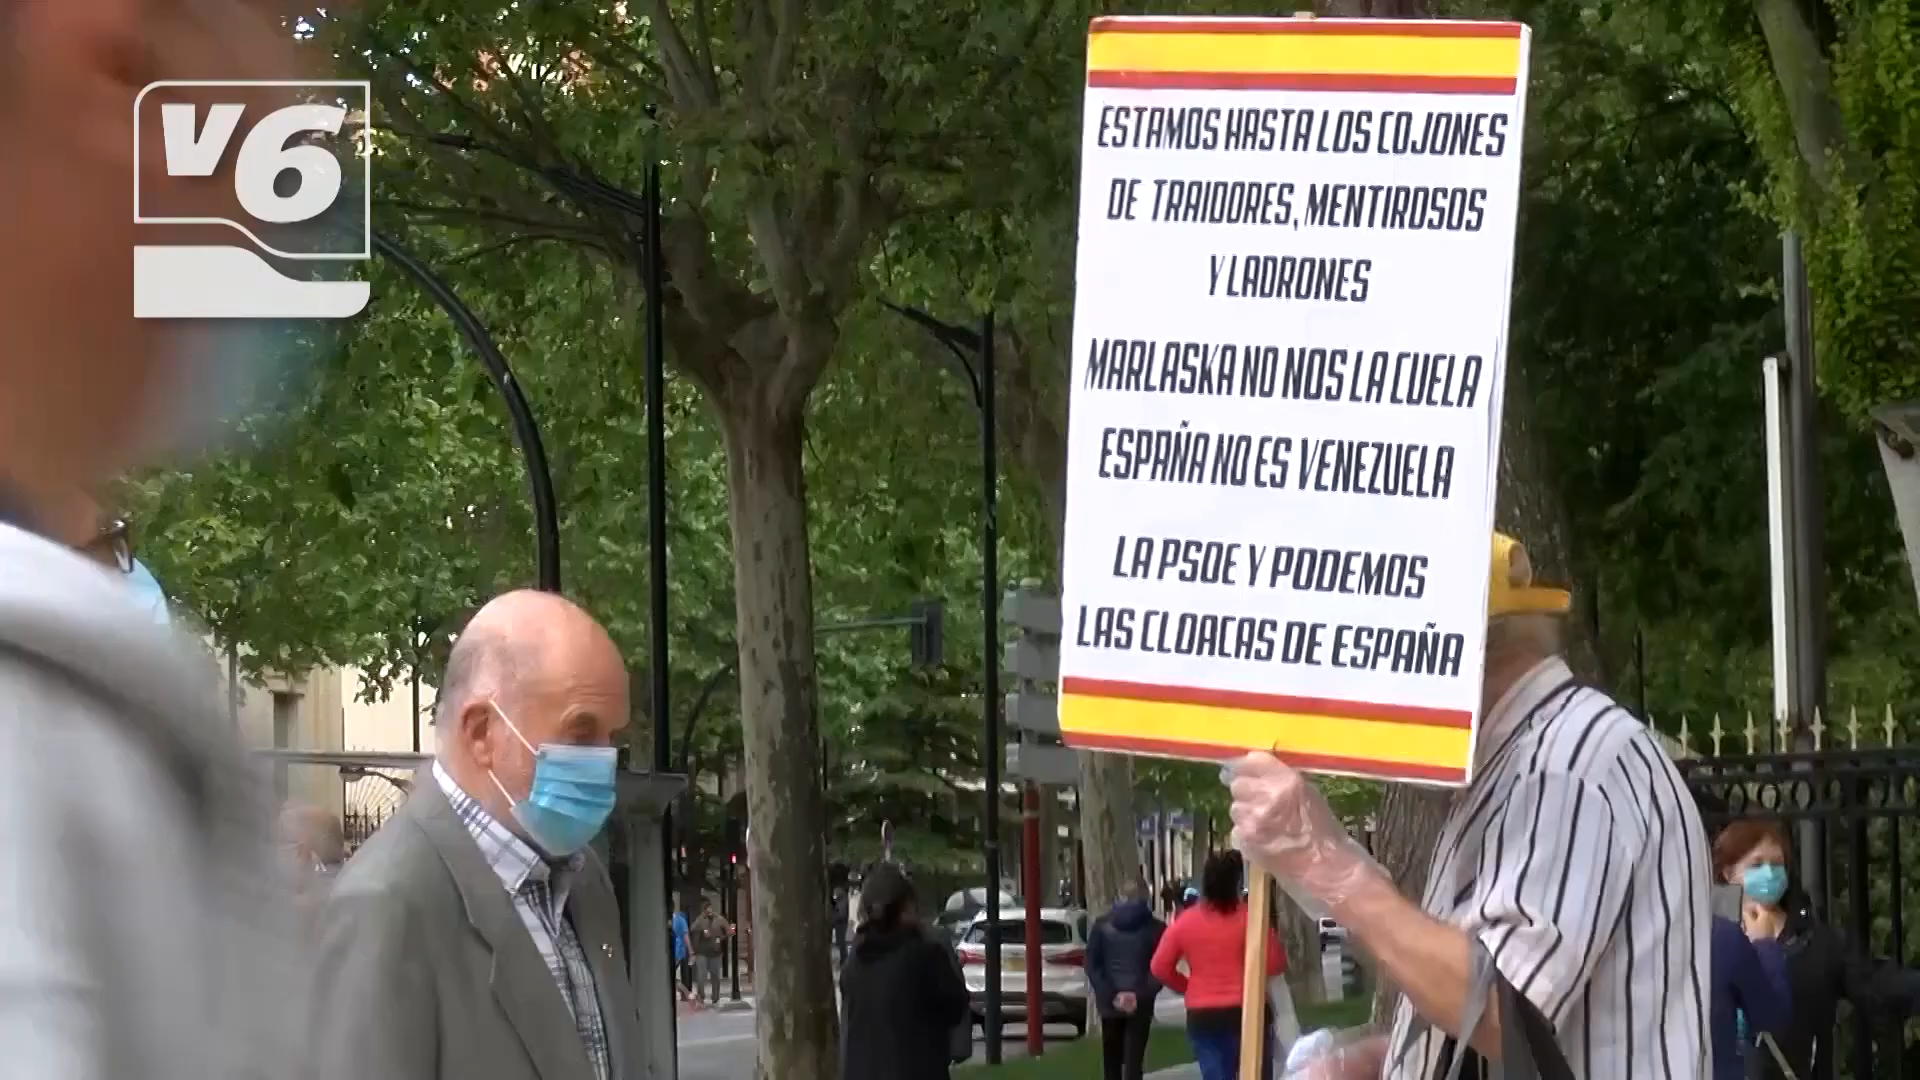 V6
ESTAMOS HASTA LOS COJONES
DE TRAIDORES, MENTIROSOS
Y LADRONES
MARLASKA NO NOS LA CUELA
ESPAÑA NO ES VENEZUELA
LA PSOE Y PODEMOS
LAS CLOACAS DE ESPAÑA